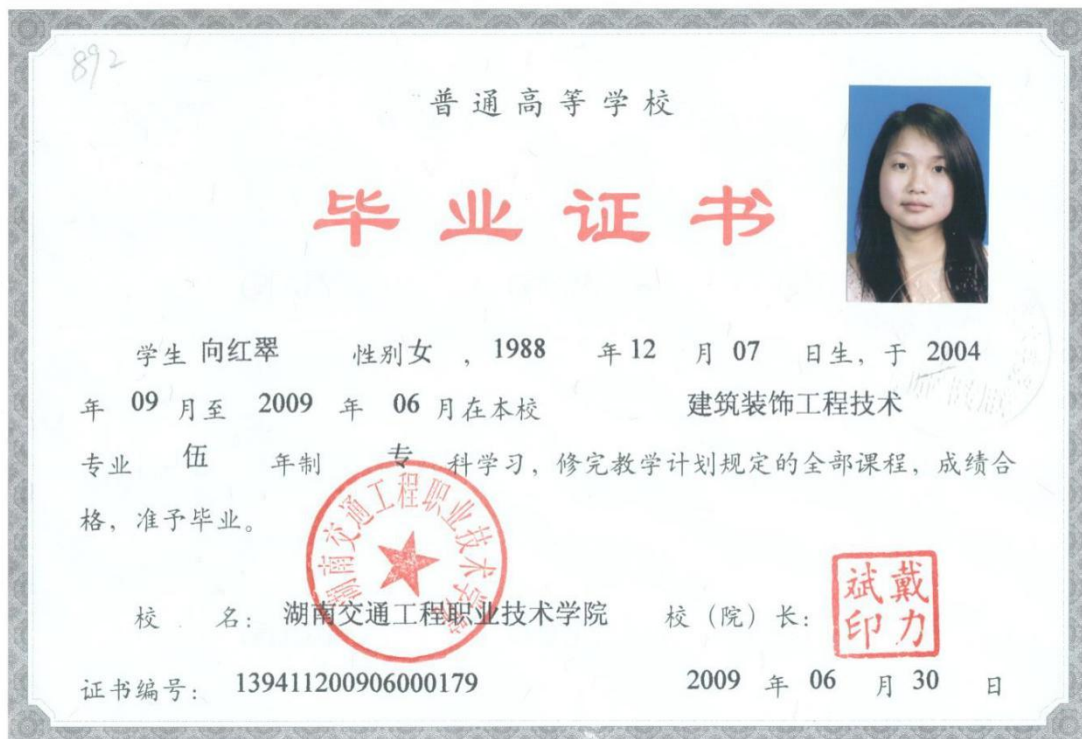 892
普通高等学校
毕业证书
学生 向红翠 性别女 , 1988 年 12 月 07 日生, 于 2004
年 09 月至 2009 年 06 月在本校 建筑装饰工程技术
专业 伍 年制 专 科学习, 修完教学计划规定的全部课程, 成绩合
格, 准予毕业。
湖南交通工程职业技术学院
校 名: 湖南交通工程职业技术学院 校 (院) 长:
戴力斌印
证书编号: 139411200906000179 2009 年 06 月 30 日